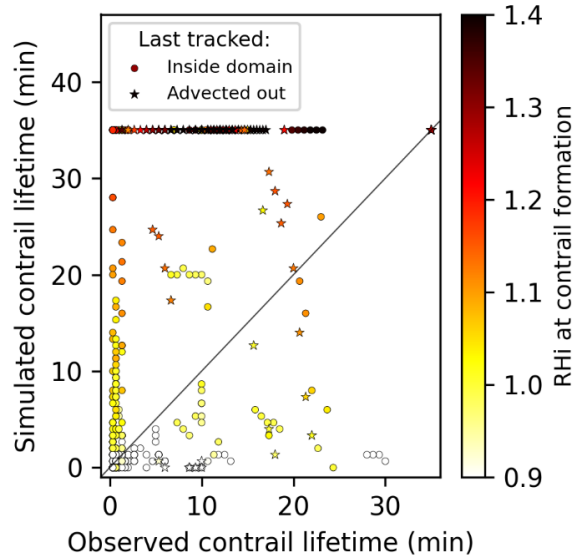 Last tracked:
Inside domain
Advected out
Simulated contrail lifetime (min)
40
30
20
10
0
0
10
20
30
Observed contrail lifetime (min)
1.4
1.3
1.2
1.1
1.0
0.9
RHi at contrail formation